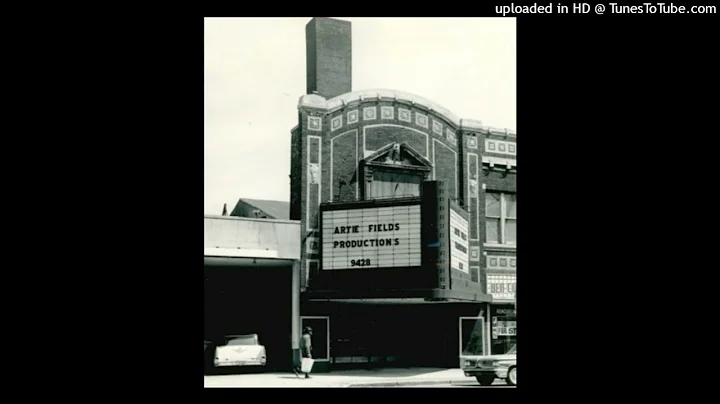 uploaded in HD @ TunesToTube.com
ARTIE FIELDS
PRODUCTION'S
9428